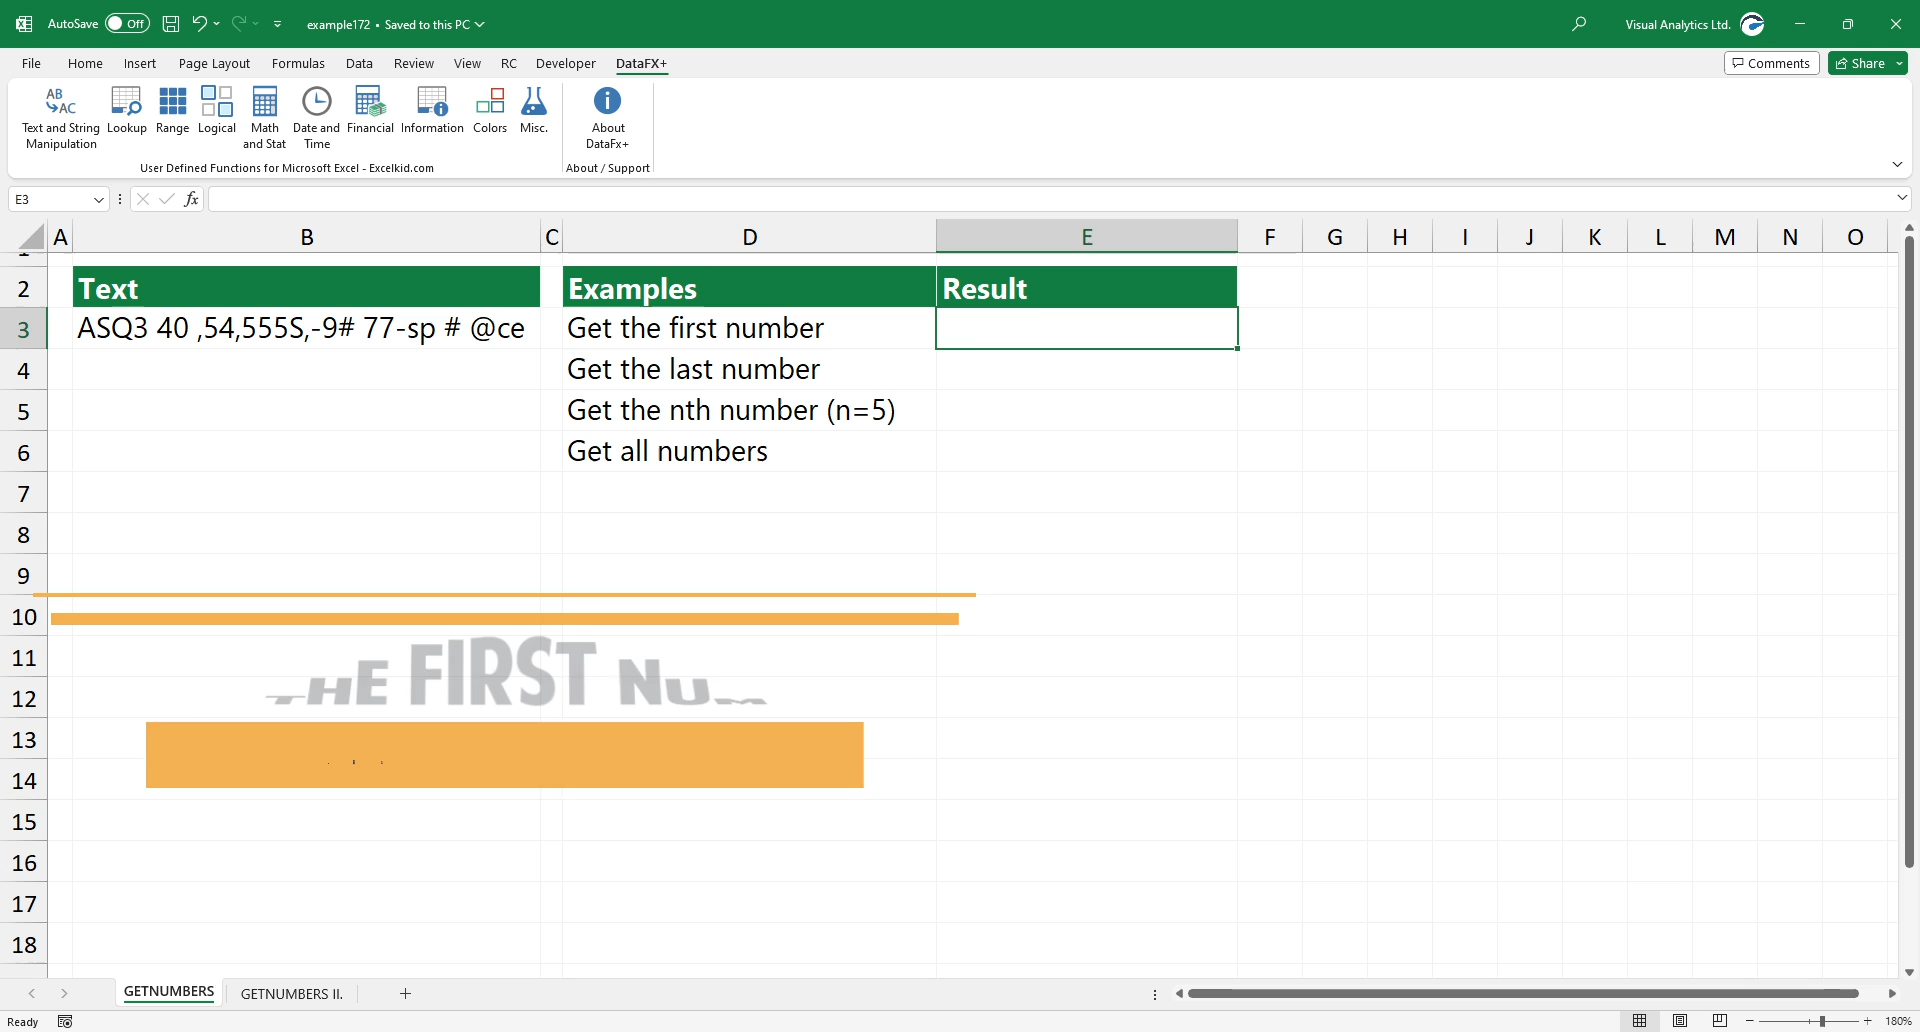 AutoSave Off example172 • Saved to this PC Visual Analytics Ltd.
File Home Insert Page Layout Formulas Data Review View RC Developer DataFX+ Comments Share
AB
AC
Text and String Lookup Range Logical Math Date and Financial Information Colors Misc. About
Manipulation and Stat Time DataFx+
User Defined Functions for Microsoft Excel - Excelkid.com About / Support
E3 fx
A B C D E F G H I J K L M N O
2 Text Examples Result
3 ASQ3 40 ,54,555S,-9# 77-sp # @ce Get the first number
4 Get the last number
5 Get the nth number (n=5)
6 Get all numbers
7
8
9
10
11
THE FIRST NUM
12
13
14
15
16
17
18
GETNUMBERS GETNUMBERS II.
Ready 180%